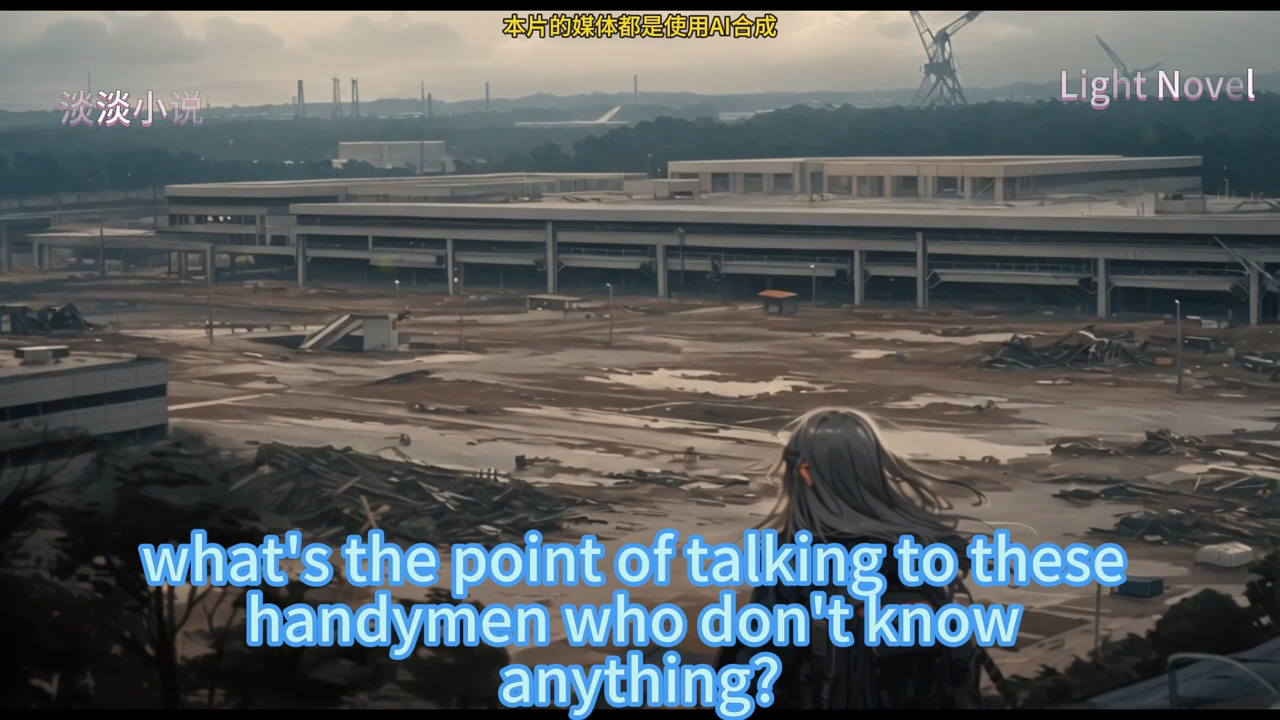 本片的媒体都是使用AI合成
淡淡小说
Light Novel
what's the point of talking to these
handymen who don't know
anything?